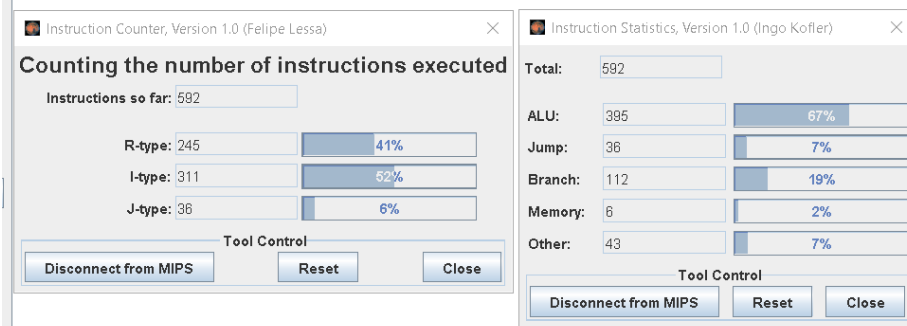 Instruction Counter, Version 1.0 (Felipe Lessa)
Counting the number of instructions executed
Instructions so far: 592
R-type: 245 41%
I-type: 311 52%
J-type: 36 6%
Tool Control
Disconnect from MIPS Reset Close
Instruction Statistics, Version 1.0 (Ingo Kofler)
Total: 592
ALU: 395 67%
Jump: 36 7%
Branch: 112 19%
Memory: 6 2%
Other: 43 7%
Tool Control
Disconnect from MIPS Reset Close